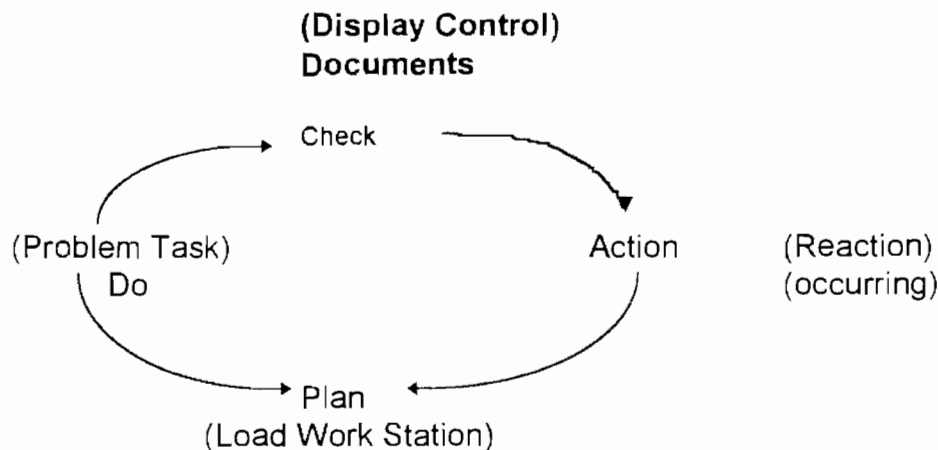 (Display Control)
Documents
Check
(Problem Task)
Do
Action
(Reaction)
(occurring)
Plan
(Load Work Station)